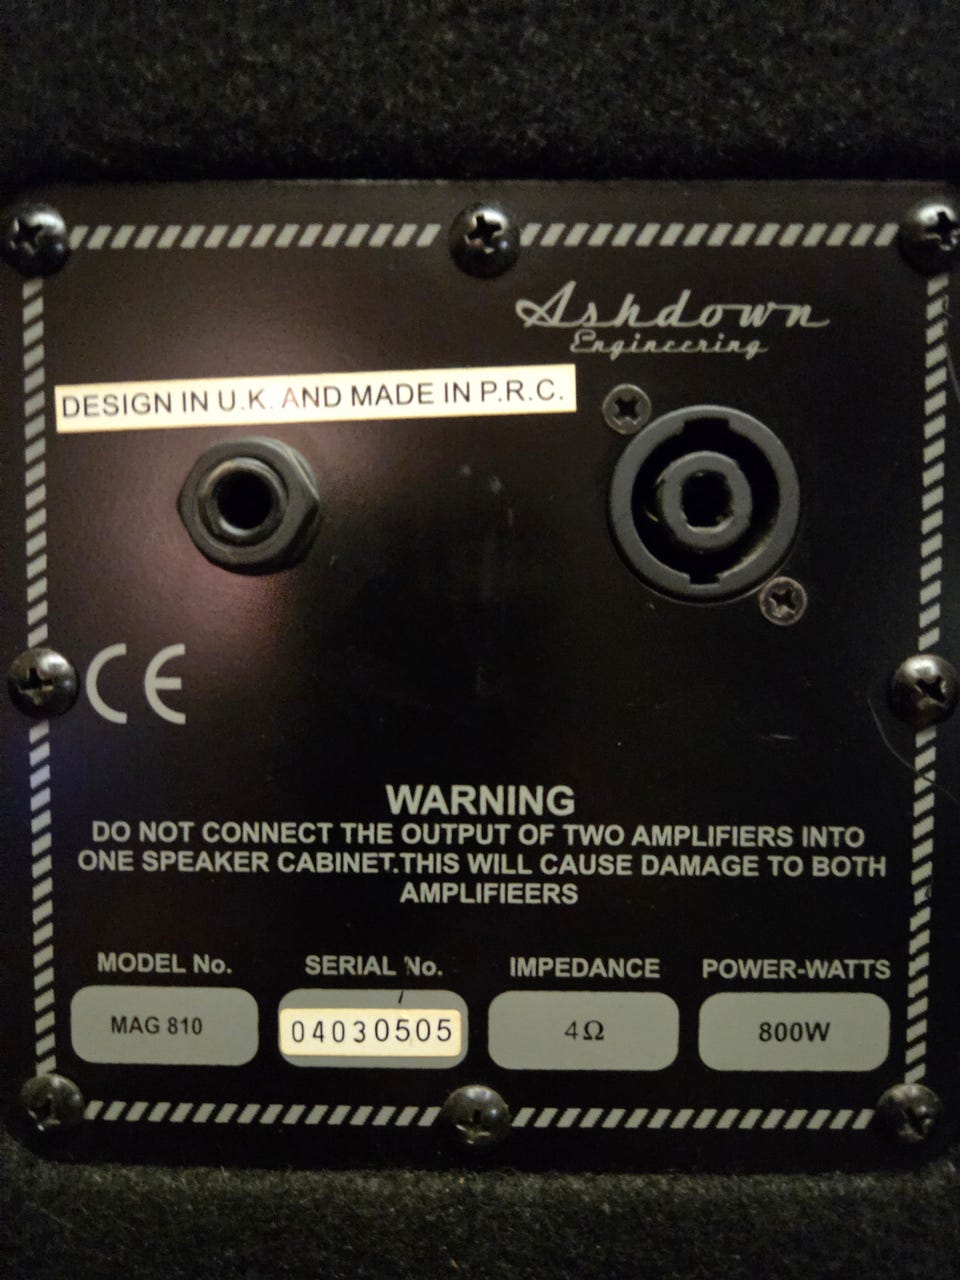 Ashdown
Engineering
DESIGN IN U.K. AND MADE IN P.R.C.
CE
WARNING
DO NOT CONNECT THE OUTPUT OF TWO AMPLIFIERS INTO
ONE SPEAKER CABINET.THIS WILL CAUSE DAMAGE TO BOTH
AMPLIFIEERS
MODEL No. SERIAL No. IMPEDANCE POWER-WATTS
MAG 810 04030505 4Ω 800W